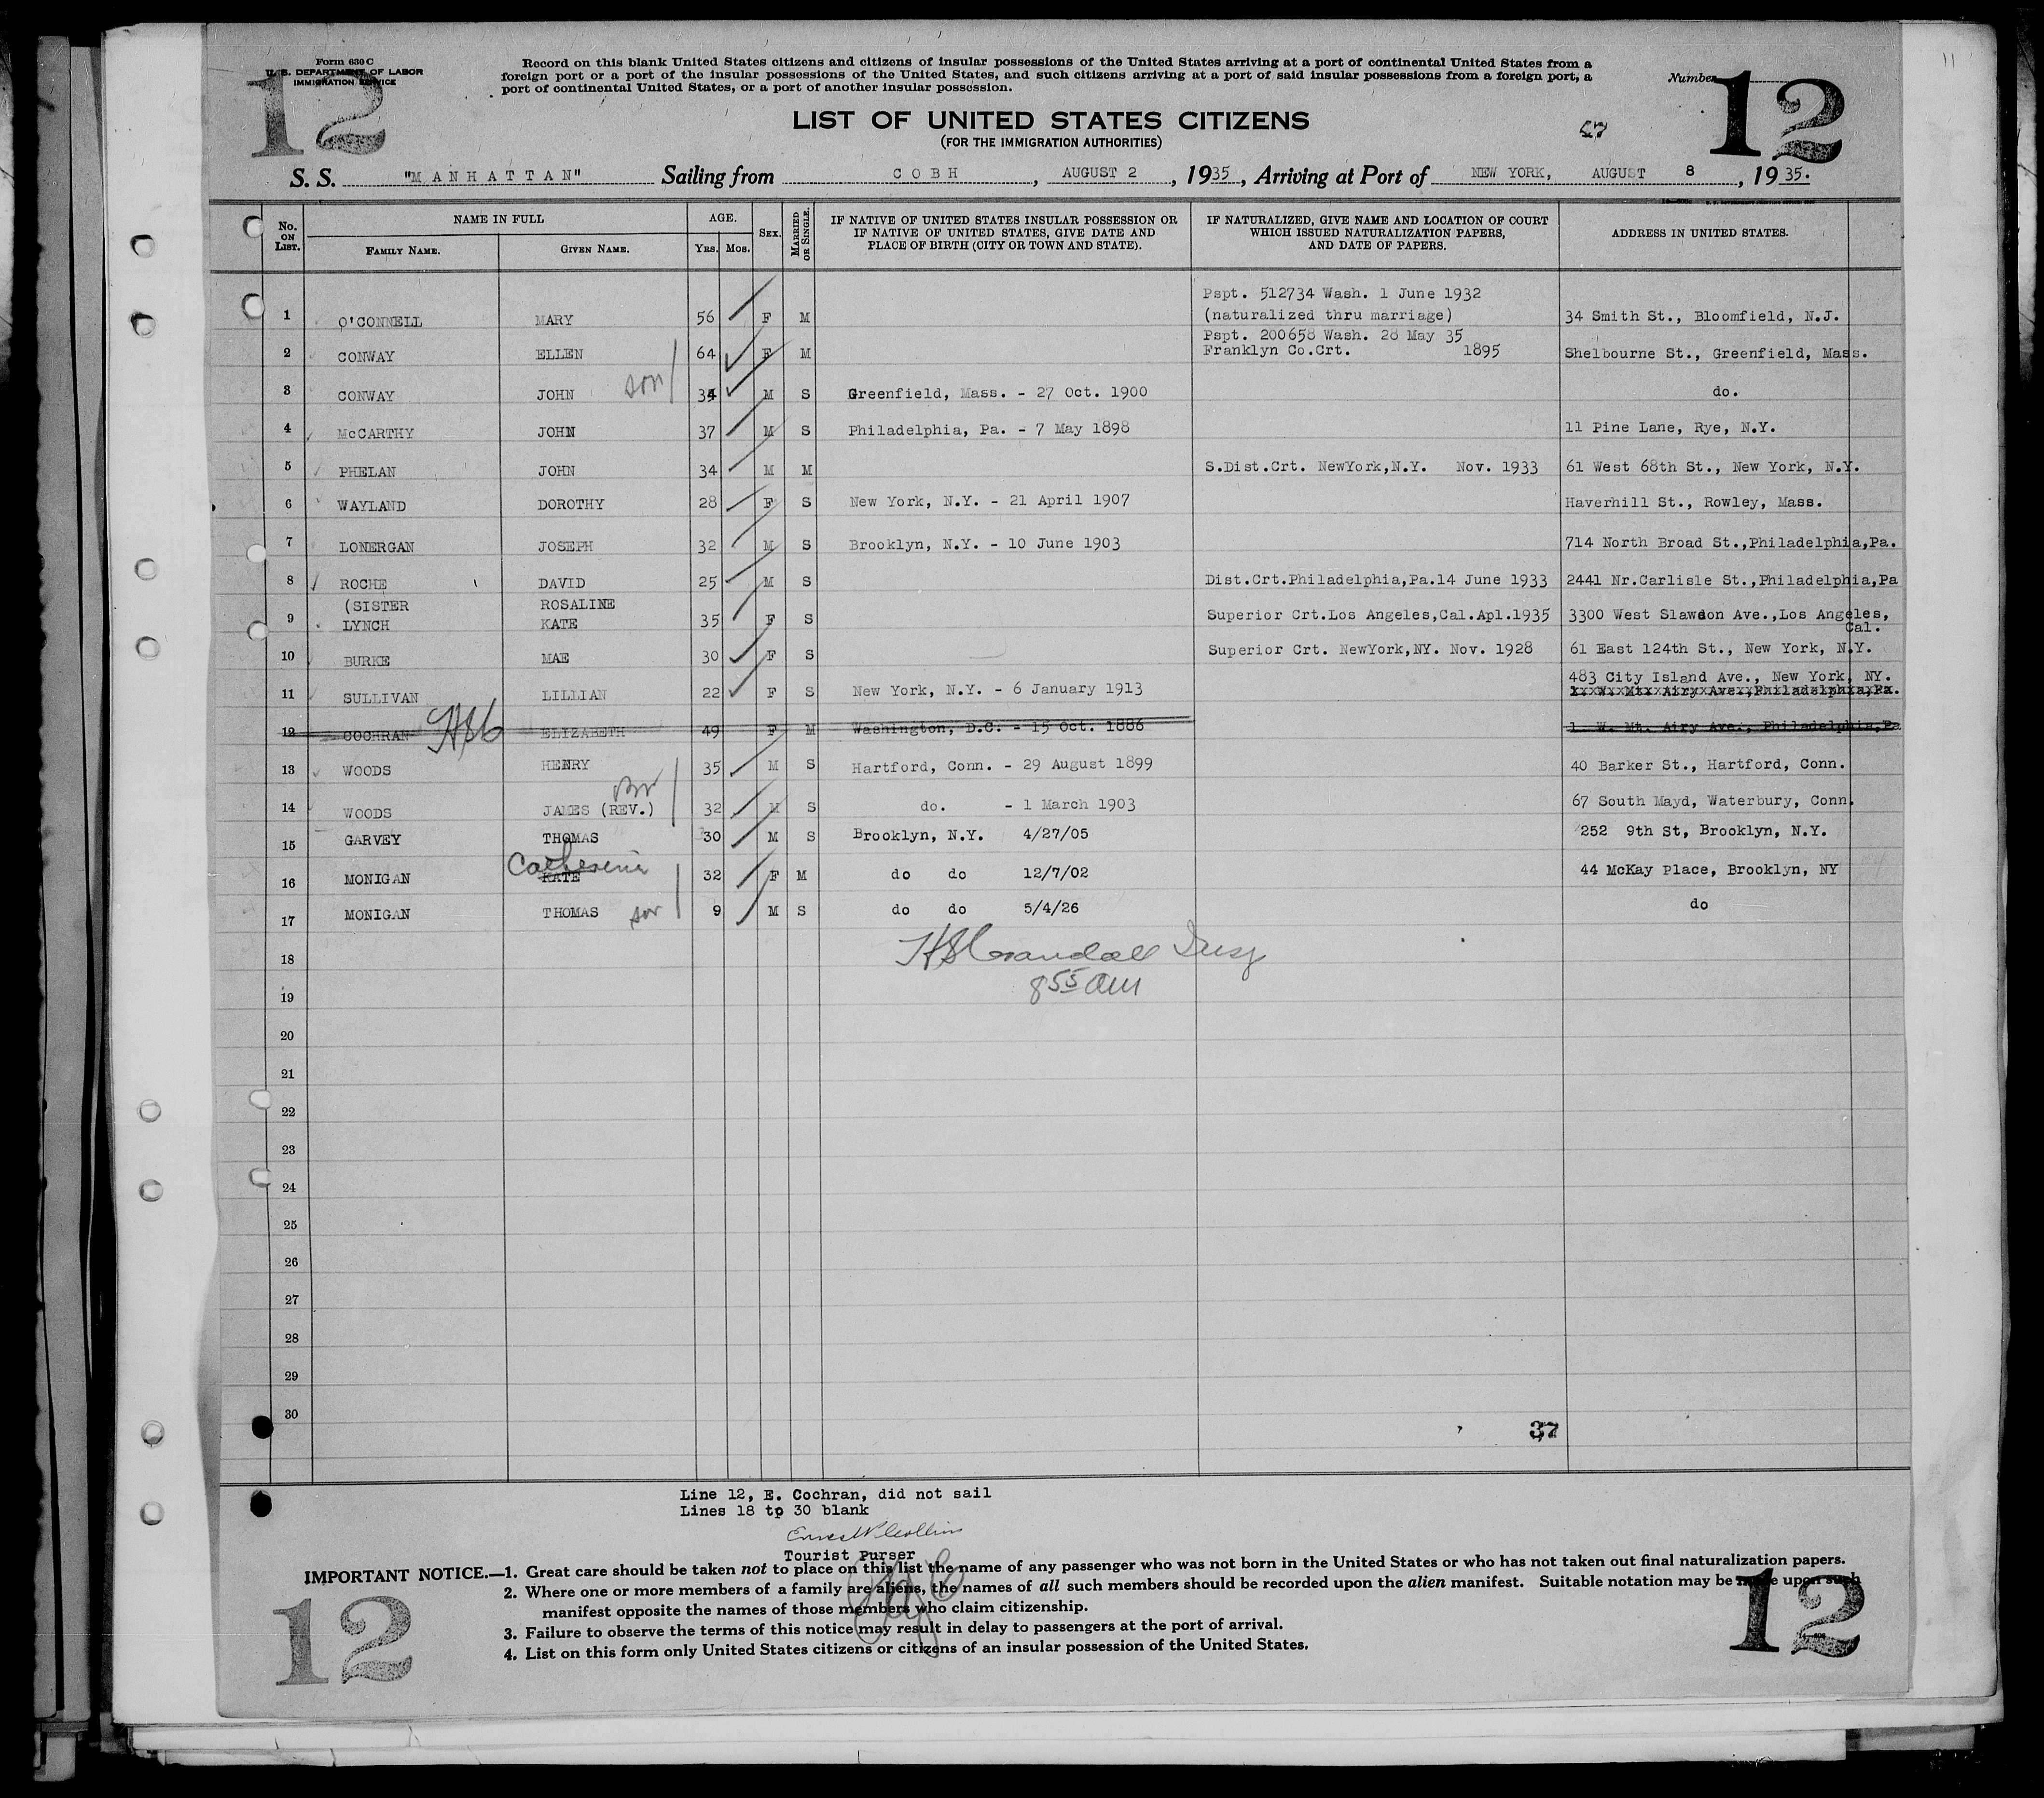 Form 630 C
U. S. DEPARTMENT OF LABOR
IMMIGRATION SERVICE
12
Record on this blank United States citizens and citizens of insular possessions of the United States arriving at a port of continental United States from a
foreign port or a port of the insular possessions of the United States, and such citizens arriving at a port of said insular possessions from a foreign port, a
port of continental United States, or a port of another insular possession.
Number
12
11
LIST OF UNITED STATES CITIZENS
(FOR THE IMMIGRATION AUTHORITIES)
S. S. "MANHATTAN" Sailing from COBH, AUGUST 2, 1935, Arriving at Port of NEW YORK, AUGUST 8, 1935.
No. ON LIST. NAME IN FULL FAMILY NAME. GIVEN NAME. AGE. YRS. MOS. SEX. MARRIED OR SINGLE. IF NATIVE OF UNITED STATES INSULAR POSSESSION OR IF NATIVE OF UNITED STATES, GIVE DATE AND PLACE OF BIRTH (CITY OR TOWN AND STATE). IF NATURALIZED, GIVE NAME AND LOCATION OF COURT WHICH ISSUED NATURALIZATION PAPERS, AND DATE OF PAPERS. ADDRESS IN UNITED STATES.
Pspt. 512734 Wash. 1 June 1932
1 O'CONNELL MARY 56 F M (naturalized thru marriage) 34 Smith St., Bloomfield, N.J.
Pspt. 200658 Wash. 28 May 35
2 CONWAY ELLEN 64 F M Franklyn Co.Crt. 1895 Shelbourne St., Greenfield, Mass.
3 CONWAY JOHN son 34 M S Greenfield, Mass. - 27 Oct. 1900 do.
4 McCARTHY JOHN 37 M S Philadelphia, Pa. - 7 May 1898 11 Pine Lane, Rye, N.Y.
5 PHELAN JOHN 34 M M S.Dist.Crt. NewYork,N.Y. Nov. 1933 61 West 68th St., New York, N.Y.
6 WAYLAND DOROTHY 28 F S New York, N.Y. - 21 April 1907 Haverhill St., Rowley, Mass.
7 LONERGAN JOSEPH 32 M S Brooklyn, N.Y. - 10 June 1903 714 North Broad St.,Philadelphia,Pa.
8 ROCHE DAVID 25 M S Dist.Crt.Philadelphia,Pa.14 June 1933 2441 Nr.Carlisle St.,Philadelphia,Pa
(SISTER ROSALINE
9 LYNCH KATE 35 F S Superior Crt.Los Angeles,Cal.Apl.1935 3300 West Slawson Ave.,Los Angeles,
Cal.
10 BURKE MAE 30 F S Superior Crt. NewYork,NY. Nov. 1928 61 East 124th St., New York, N.Y.
11 SULLIVAN LILLIAN 22 F S New York, N.Y. - 6 January 1913 483 City Island Ave., New York, NY.
12 COCHRAN ELIZABETH 49 F M Washington, D.C. - 15 Oct. 1886 1 W. Mt. Airy Ave., Philadelphia,Pa
13 WOODS HENRY 35 M S Hartford, Conn. - 29 August 1899 40 Barker St., Hartford, Conn.
14 WOODS JAMES (REV.) Br 32 M S do. - 1 March 1903 67 South Mayd, Waterbury, Conn.
15 GARVEY THOMAS 30 M S Brooklyn, N.Y. 4/27/05 252 9th St, Brooklyn, N.Y.
Catherine
16 MONIGAN KATE 32 F M do do 12/7/02 44 McKay Place, Brooklyn, NY
17 MONIGAN THOMAS son 9 M S do do 5/4/26 do
HSCrandall Insp
18
8 55 am
19
20
21
22
23
24
25
26
27
28
29
30
37
Line 12, E. Cochran, did not sail
Lines 18 to 30 blank
Tourist Purser
IMPORTANT NOTICE.—1. Great care should be taken not to place on this list the name of any passenger who was not born in the United States or who has not taken out final naturalization papers.
2. Where one or more members of a family are aliens, the names of all such members should be recorded upon the alien manifest. Suitable notation may be made upon such
manifest opposite the names of those members who claim citizenship.
3. Failure to observe the terms of this notice may result in delay to passengers at the port of arrival.
4. List on this form only United States citizens or citizens of an insular possession of the United States.
12
12